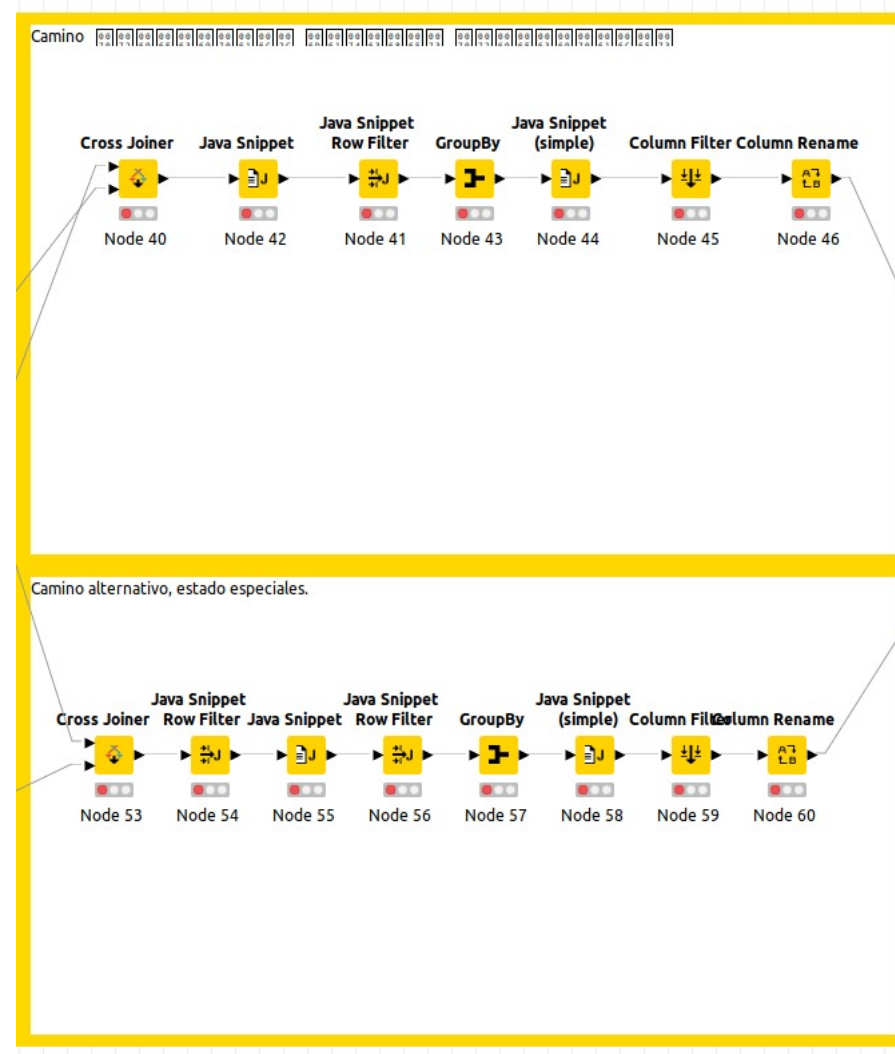 Camino
Cross Joiner
Java Snippet
Java Snippet
Row Filter
GroupBy
Java Snippet
(simple)
Column Filter
Column Rename
Node 40
Node 42
Node 41
Node 43
Node 44
Node 45
Node 46
Camino alternativo, estado especiales.
Cross Joiner
Java Snippet
Row Filter
Java Snippet
Java Snippet
Row Filter
GroupBy
Java Snippet
(simple)
Column Filter
Column Rename
Node 53
Node 54
Node 55
Node 56
Node 57
Node 58
Node 59
Node 60